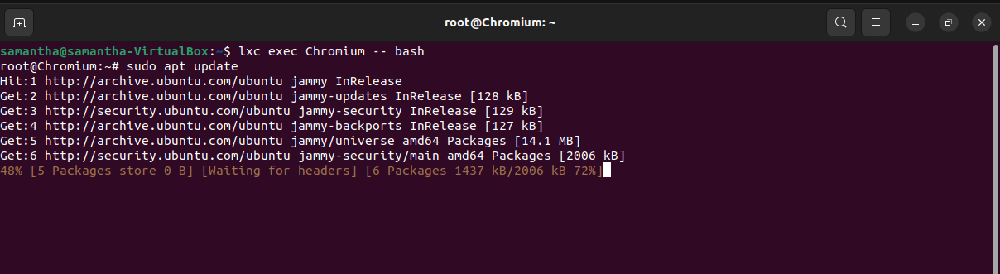 root@Chromium: ~
samantha@samantha-VirtualBox:~$ lxc exec Chromium -- bash
root@Chromium:~# sudo apt update
Hit:1 http://archive.ubuntu.com/ubuntu jammy InRelease
Get:2 http://archive.ubuntu.com/ubuntu jammy-updates InRelease [128 kB]
Get:3 http://security.ubuntu.com/ubuntu jammy-security InRelease [129 kB]
Get:4 http://archive.ubuntu.com/ubuntu jammy-backports InRelease [127 kB]
Get:5 http://archive.ubuntu.com/ubuntu jammy/universe amd64 Packages [14.1 MB]
Get:6 http://security.ubuntu.com/ubuntu jammy-security/main amd64 Packages [2006 kB]
48% [5 Packages store 0 B] [Waiting for headers] [6 Packages 1437 kB/2006 kB 72%]